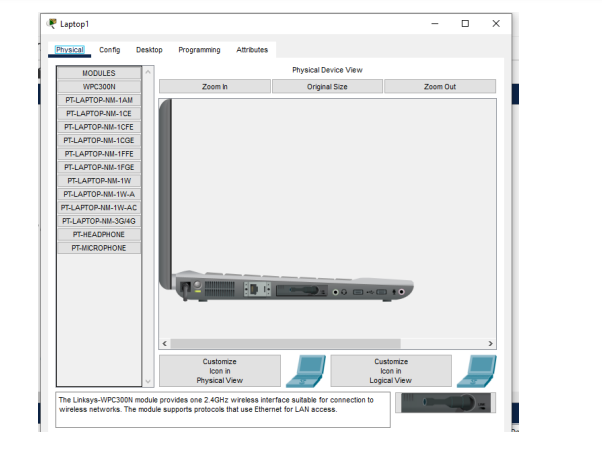 Laptop1
Physical Config Desktop Programming Attributes
MODULES
WPC300N
PT-LAPTOP-NM-1AM
PT-LAPTOP-NM-1CE
PT-LAPTOP-NM-1CFE
PT-LAPTOP-NM-1CGE
PT-LAPTOP-NM-1FFE
PT-LAPTOP-NM-1FGE
PT-LAPTOP-NM-1W
PT-LAPTOP-NM-1W-A
PT-LAPTOP-NM-1W-AC
PT-LAPTOP-NM-3G/4G
PT-HEADPHONE
PT-MICROPHONE
Physical Device View
Zoom In Original Size Zoom Out
Customize
Icon in
Physical View
Customize
Icon in
Logical View
The Linksys-WPC300N module provides one 2.4GHz wireless interface suitable for connection to
wireless networks. The module supports protocols that use Ethernet for LAN access.